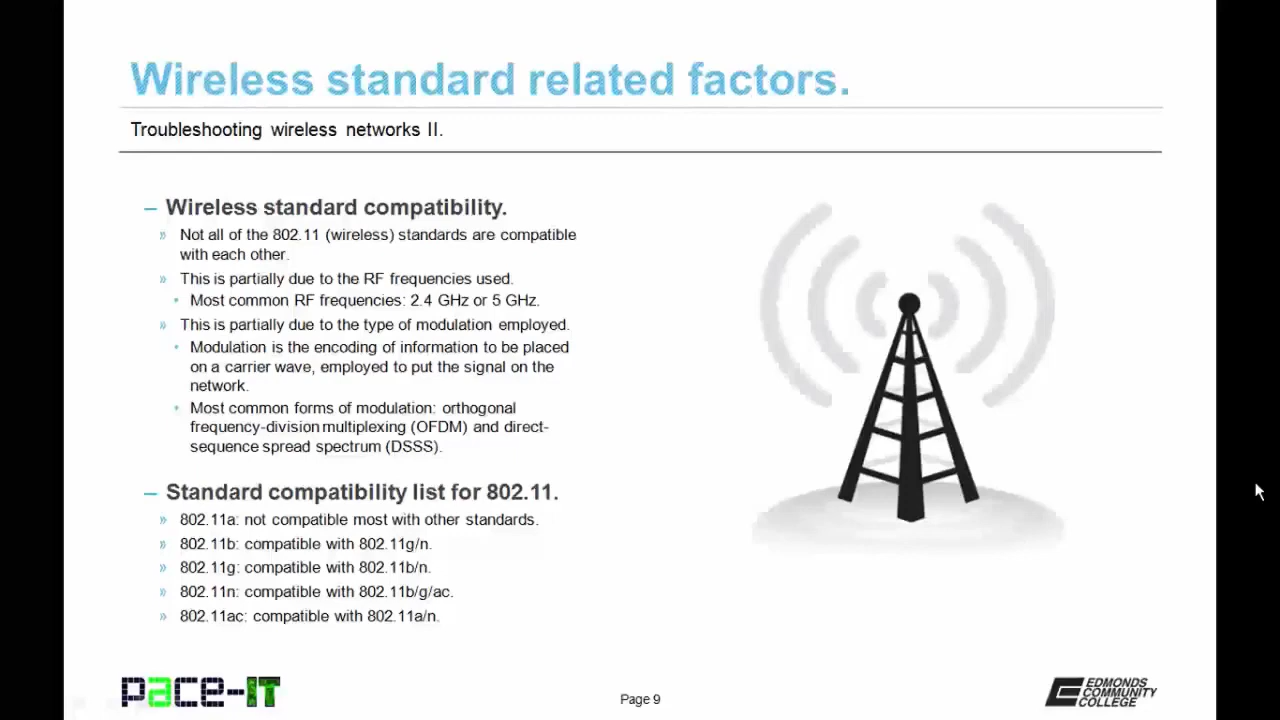 Wireless standard related factors.
Troubleshooting wireless networks II.
– Wireless standard compatibility.
» Not all of the 802.11 (wireless) standards are compatible
with each other.
» This is partially due to the RF frequencies used.
• Most common RF frequencies: 2.4 GHz or 5 GHz.
» This is partially due to the type of modulation employed.
• Modulation is the encoding of information to be placed
on a carrier wave, employed to put the signal on the
network.
• Most common forms of modulation: orthogonal
frequency-division multiplexing (OFDM) and direct-
sequence spread spectrum (DSSS).
– Standard compatibility list for 802.11.
» 802.11a: not compatible most with other standards.
» 802.11b: compatible with 802.11g/n.
» 802.11g: compatible with 802.11b/n.
» 802.11n: compatible with 802.11b/g/ac.
» 802.11ac: compatible with 802.11a/n.
pace-IT
Page 9
EDMONDS
COMMUNITY
COLLEGE